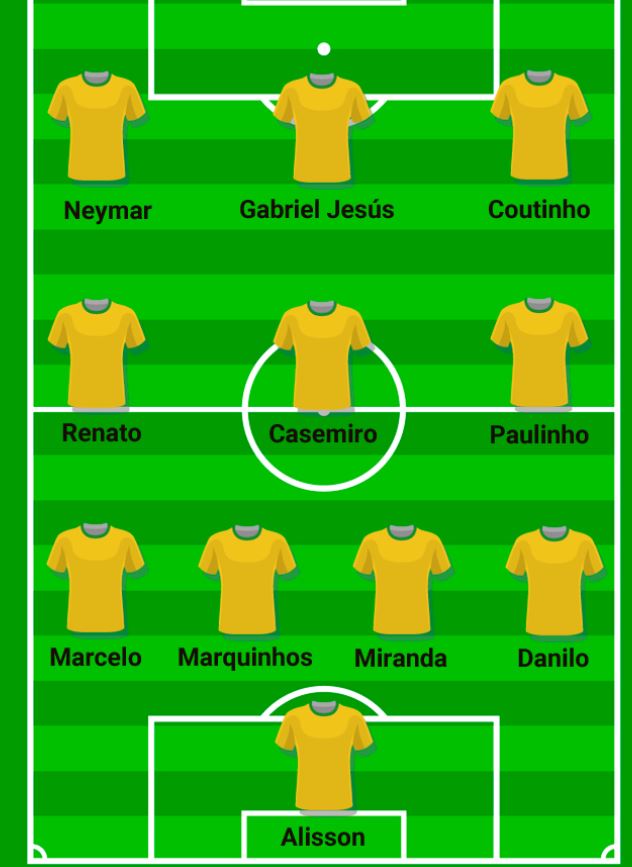 Neymar Gabriel Jesús Coutinho
Renato Casemiro Paulinho
Marcelo Marquinhos Miranda Danilo
Alisson